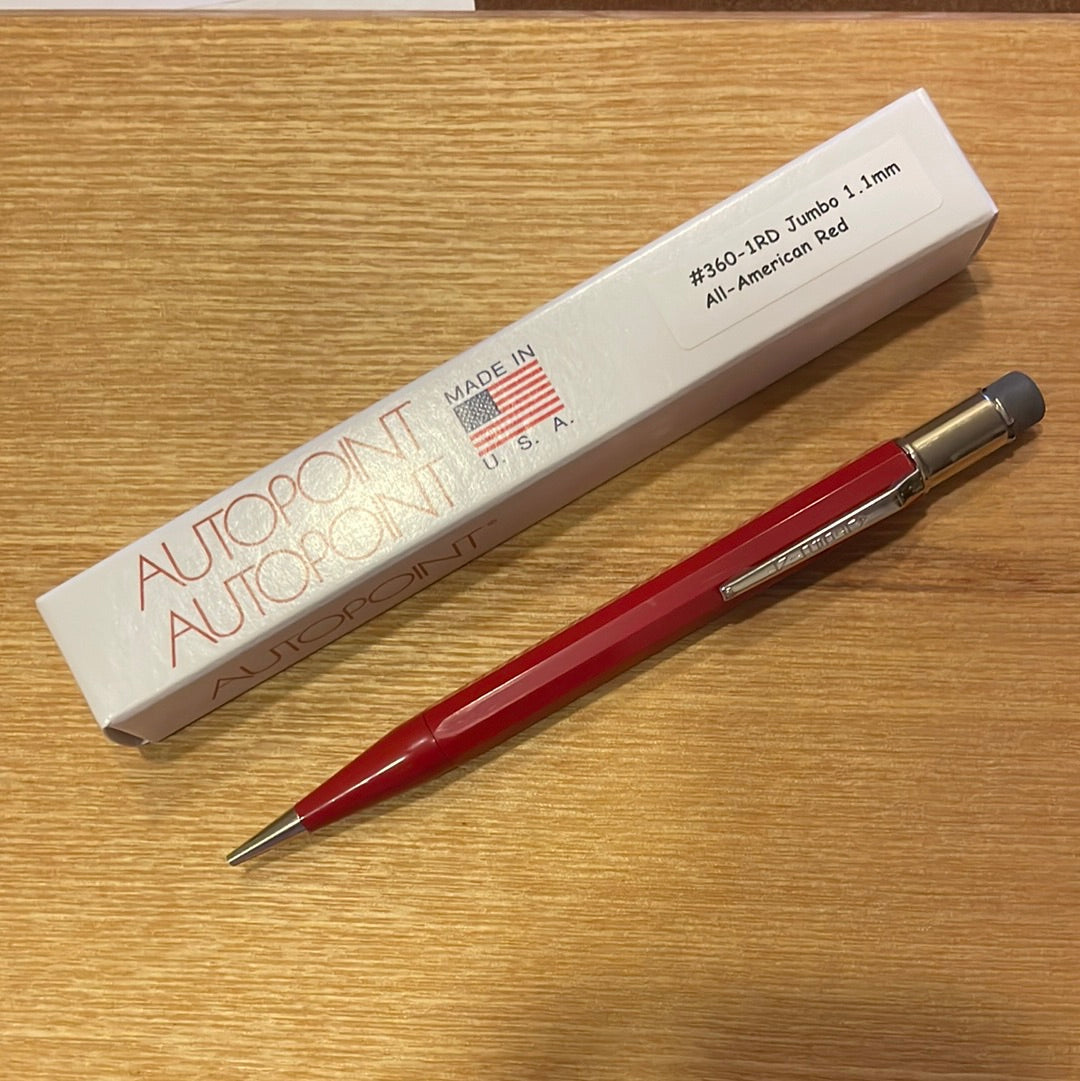 #360-1RD Jumbo 1.1mm
All-American Red
MADE IN
U. S. A.
AUTOPOINT
AUTOPOINT
AUTOPOINT